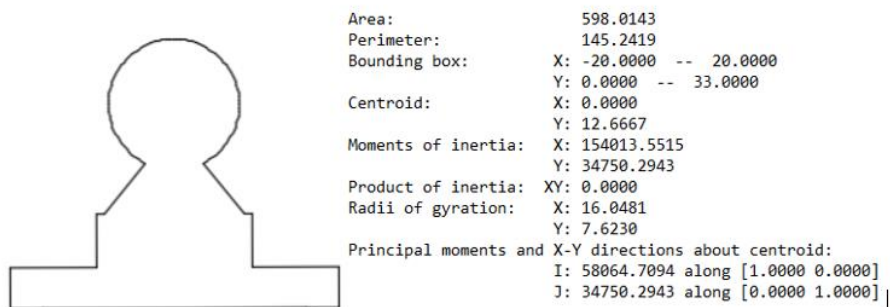 Area: 598.0143
Perimeter: 145.2419
Bounding box: X: -20.0000 -- 20.0000
Y: 0.0000 -- 33.0000
Centroid: X: 0.0000
Y: 12.6667
Moments of inertia: X: 154013.5515
Y: 34750.2943
Product of inertia: XY: 0.0000
Radii of gyration: X: 16.0481
Y: 7.6230
Principal moments and X-Y directions about centroid:
I: 58064.7094 along [1.0000 0.0000]
J: 34750.2943 along [0.0000 1.0000]